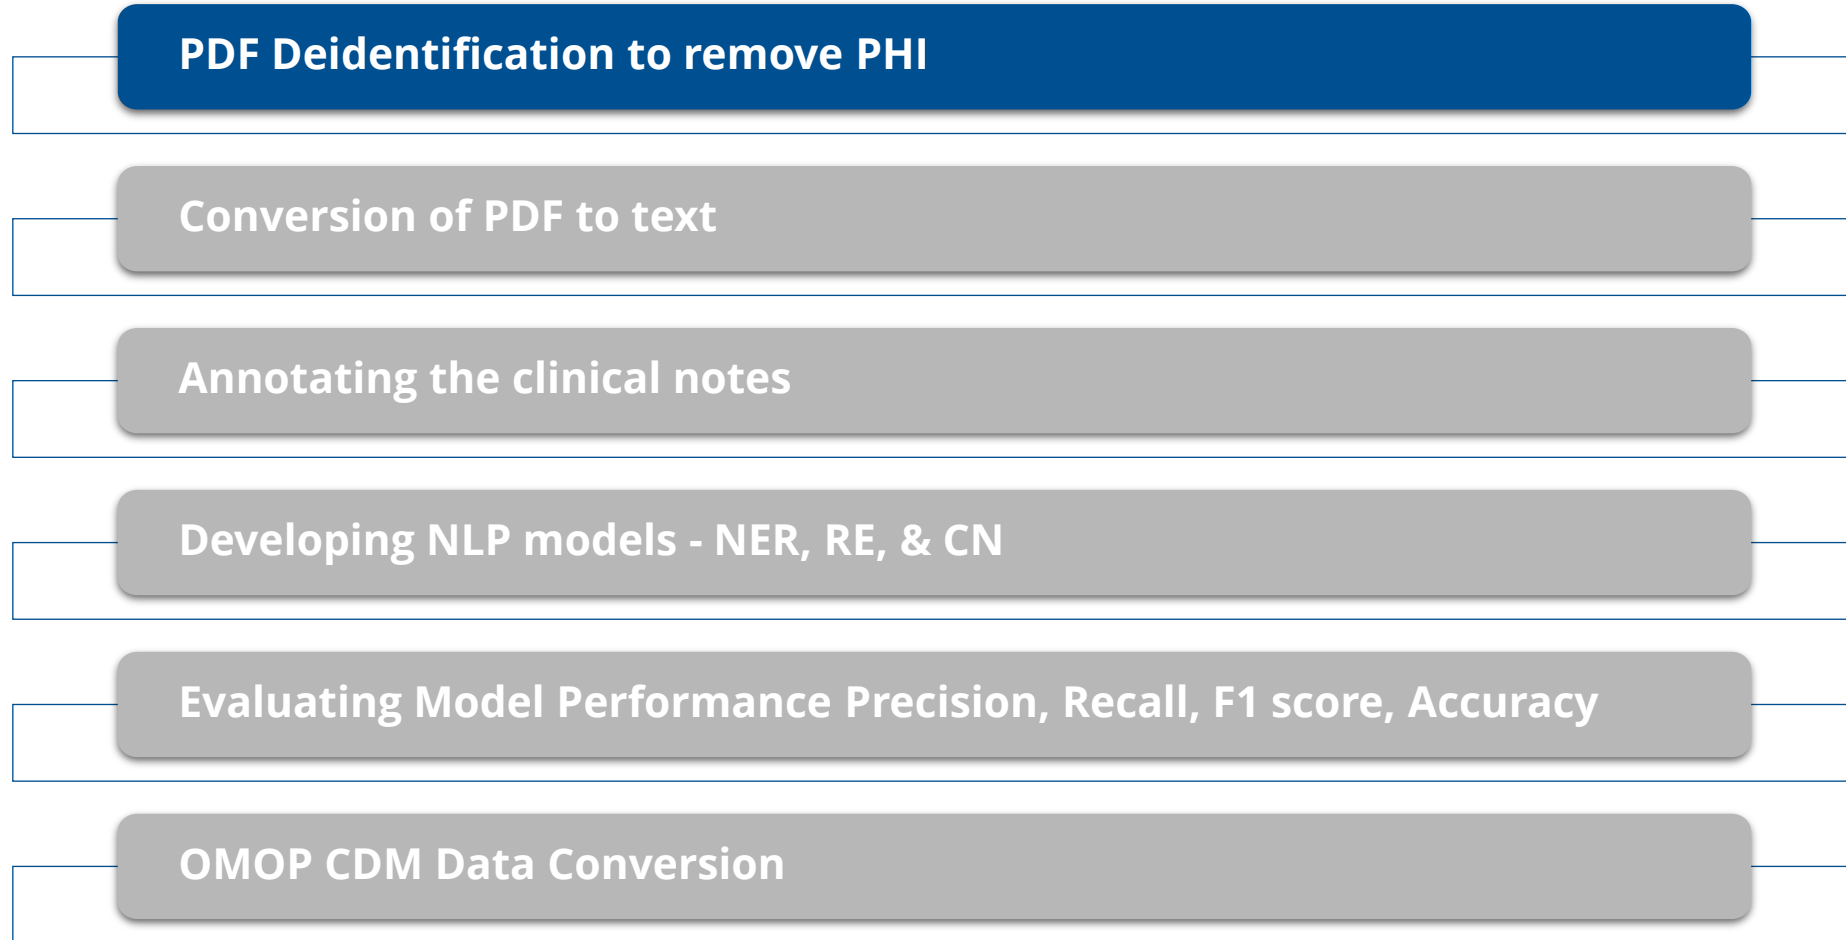 PDF Deidentification to remove PHI
Conversion of PDF to text
Annotating the clinical notes
Developing NLP models - NER, RE, & CN
Evaluating Model Performance Precision, Recall, F1 score, Accuracy
OMOP CDM Data Conversion